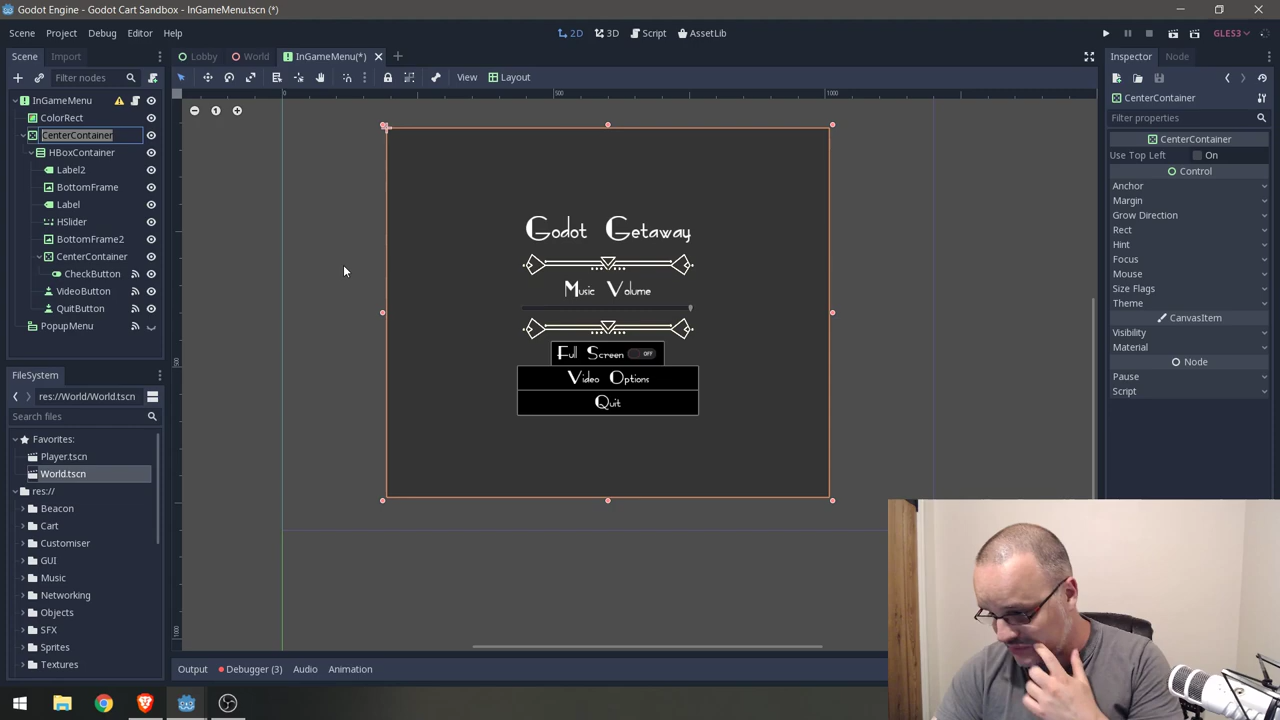 Godot Engine - Godot Cart Sandbox - InGameMenu.tscn (*)
Scene Project Debug Editor Help
2D 3D Script AssetLib
GLES3
Scene Import
Lobby World InGameMenu(*)
Inspector Node
Filter nodes
View Layout
InGameMenu
ColorRect
CenterContainer
HBoxContainer
Label2
BottomFrame
Label
HSlider
BottomFrame2
CenterContainer
CheckButton
VideoButton
QuitButton
PopupMenu
FileSystem
res://World/World.tscn
Search files
Favorites:
Player.tscn
World.tscn
res://
Beacon
Cart
Customiser
GUI
Music
Networking
Objects
SFX
Sprites
Textures
0 500 1000
500
1000
1
Godot Getaway
Music Volume
Full Screen OFF
Video Options
Quit
Output Debugger (3) Audio Animation
CenterContainer
Filter properties
CenterContainer
Use Top Left On
Control
Anchor
Margin
Grow Direction
Rect
Hint
Focus
Mouse
Size Flags
Theme
CanvasItem
Visibility
Material
Node
Pause
Script